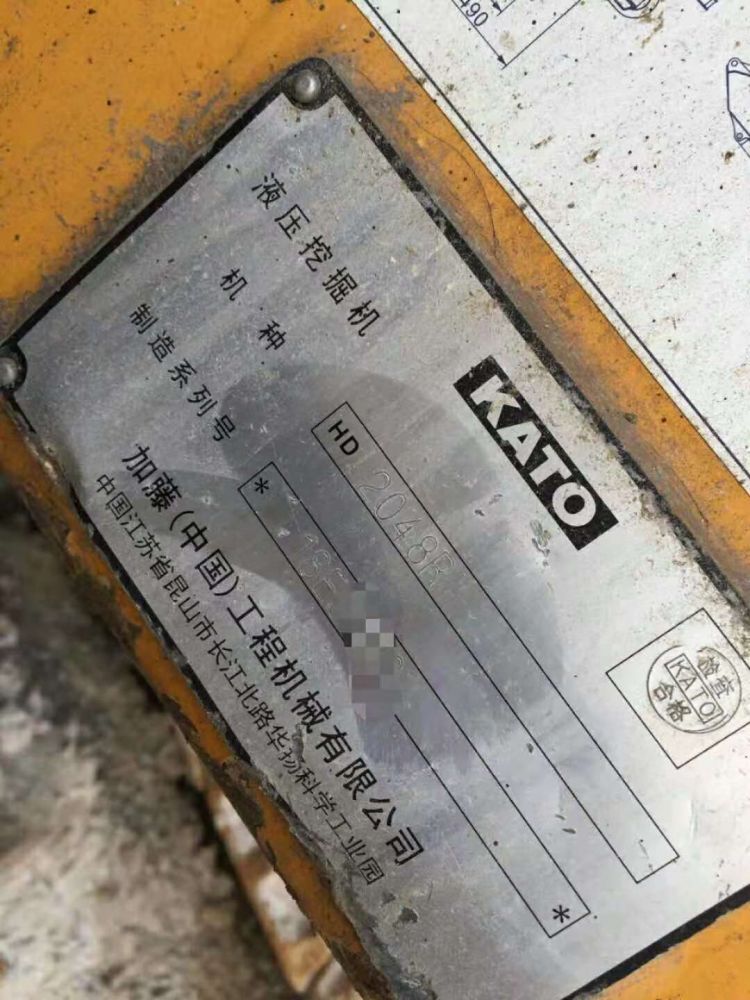 490
KATO
液压挖掘机
机种
HD 2048R
制造系列号
*
*
加藤(中国)工程机械有限公司
中国江苏省昆山市长江北路华扬科学工业园
检查
KATO
合格